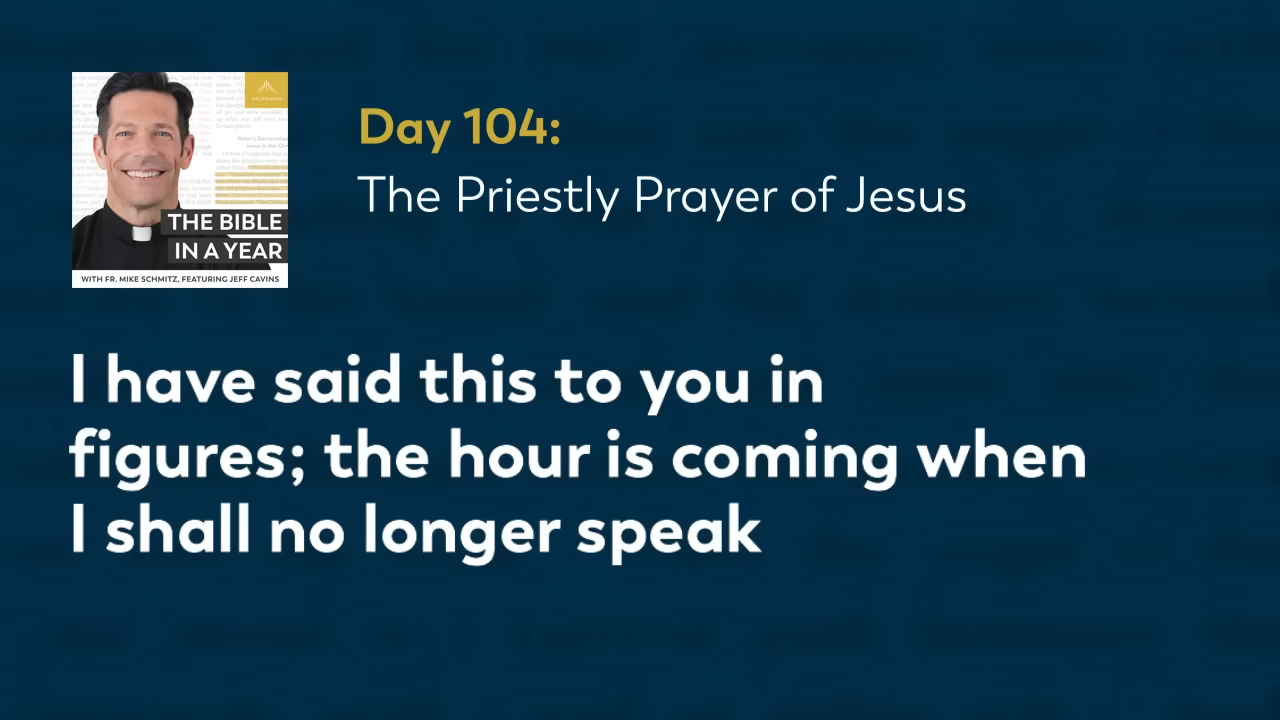 ASCENSION
THE BIBLE
IN A YEAR
WITH FR. MIKE SCHMITZ, FEATURING JEFF CAVINS
Day 104:
The Priestly Prayer of Jesus
I have said this to you in
figures; the hour is coming when
I shall no longer speak